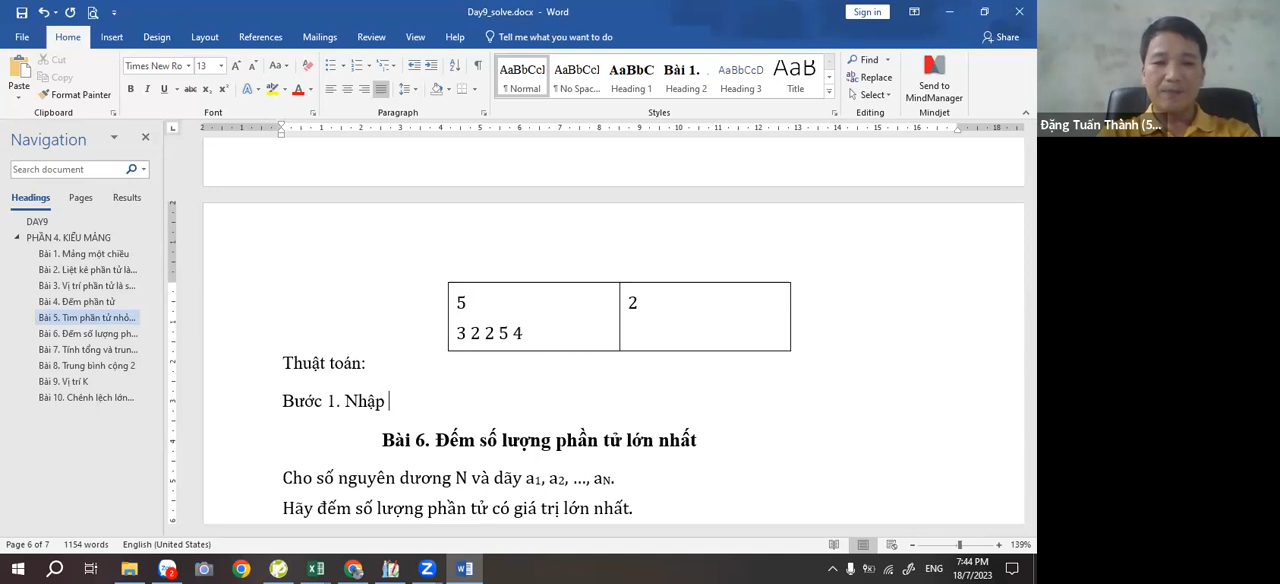 Day9_solve.docx - Word
Sign in
File Home Insert Design Layout References Mailings Review View Help Tell me what you want to do Share
Paste
Cut
Copy
Format Painter
Clipboard
Times New Ro 13
Font
Paragraph
AaBbCcl AaBbCcl AaBbC Bài 1. AaBbCcD AaB
¶ Normal ¶ No Spac... Heading 1 Heading 2 Heading 3 Title
Styles
Find
Replace
Select
Editing
Send to
MindManager
Mindjet
Đặng Tuấn Thành (5...
Navigation
Search document
Headings Pages Results
DAY9
PHẦN 4. KIỂU MẢNG
Bài 1. Mảng một chiều
Bài 2. Liệt kê phần tử là...
Bài 3. Vị trí phần tử là s...
Bài 4. Đếm phần tử
Bài 5. Tìm phần tử nhỏ...
Bài 6. Đếm số lượng ph...
Bài 7. Tính tổng và trun...
Bài 8. Trung bình cộng 2
Bài 9. Vị trí K
Bài 10. Chênh lệch lớn...
5 2
3 2 2 5 4
Thuật toán:
Bước 1. Nhập
Bài 6. Đếm số lượng phần tử lớn nhất
Cho số nguyên dương N và dãy a1, a2, ..., aN.
Hãy đếm số lượng phần tử có giá trị lớn nhất.
Page 6 of 7 1154 words English (United States) 139%
ENG
7:44 PM
18/7/2023